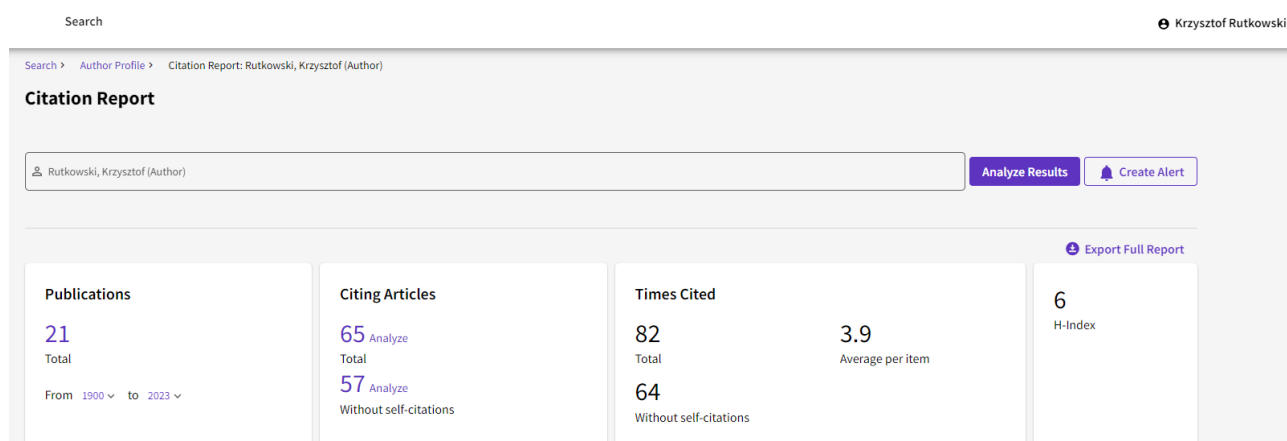 Search
Krzysztof Rutkowski
Search > Author Profile > Citation Report: Rutkowski, Krzysztof (Author)
Citation Report
Rutkowski, Krzysztof (Author)
Analyze Results
Create Alert
Export Full Report
Publications
21
Total
From 1900 to 2023
Citing Articles
65 Analyze
Total
57 Analyze
Without self-citations
Times Cited
82
Total
3.9
Average per item
64
Without self-citations
6
H-Index